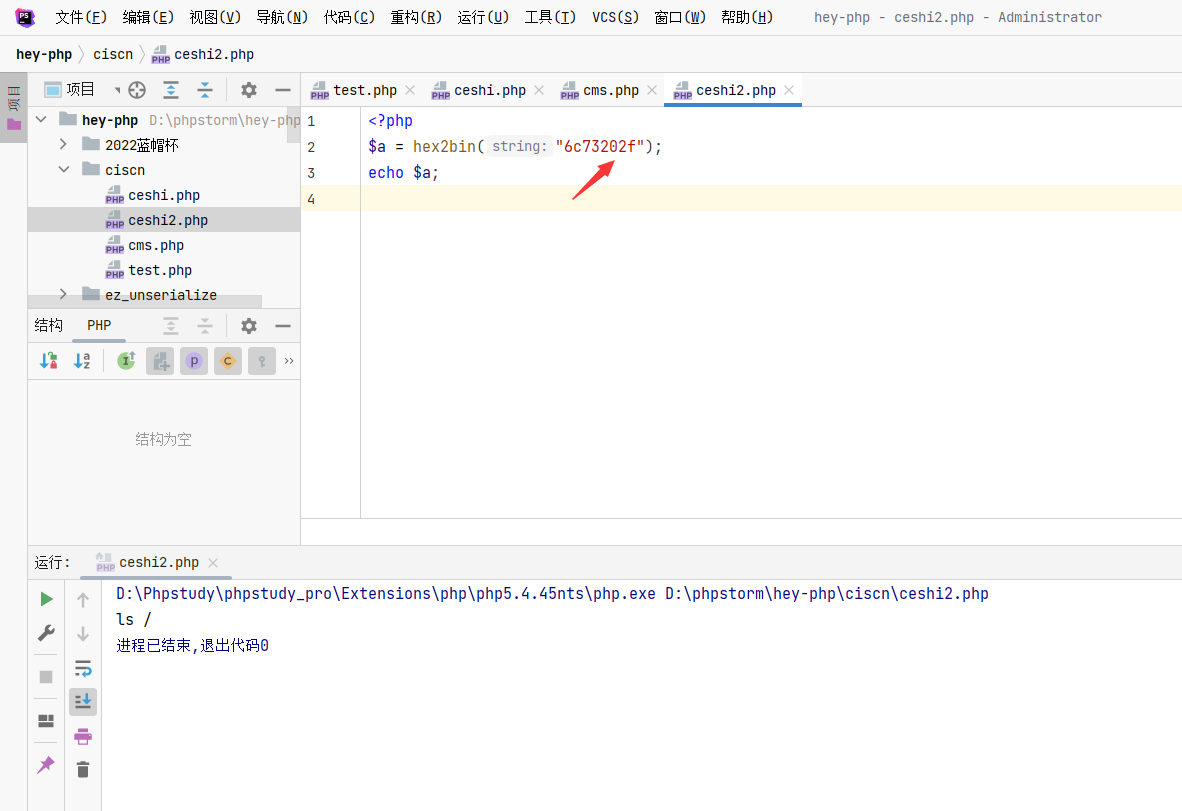 文件(F) 编辑(E) 视图(V) 导航(N) 代码(C) 重构(R) 运行(U) 工具(T) VCS(S) 窗口(W) 帮助(H) hey-php - ceshi2.php - Administrator
hey-php ciscn ceshi2.php
项目
项目
test.php ceshi.php cms.php ceshi2.php
hey-php D:\phpstorm\hey-php
2022蓝帽杯
ciscn
ceshi.php
ceshi2.php
cms.php
test.php
ez_unserialize
1 <?php
2 $a = hex2bin( string: "6c73202f");
3 echo $a;
4
结构 PHP
结构为空
运行: ceshi2.php
D:\Phpstudy\phpstudy_pro\Extensions\php\php5.4.45nts\php.exe D:\phpstorm\hey-php\ciscn\ceshi2.php
ls /
进程已结束,退出代码0